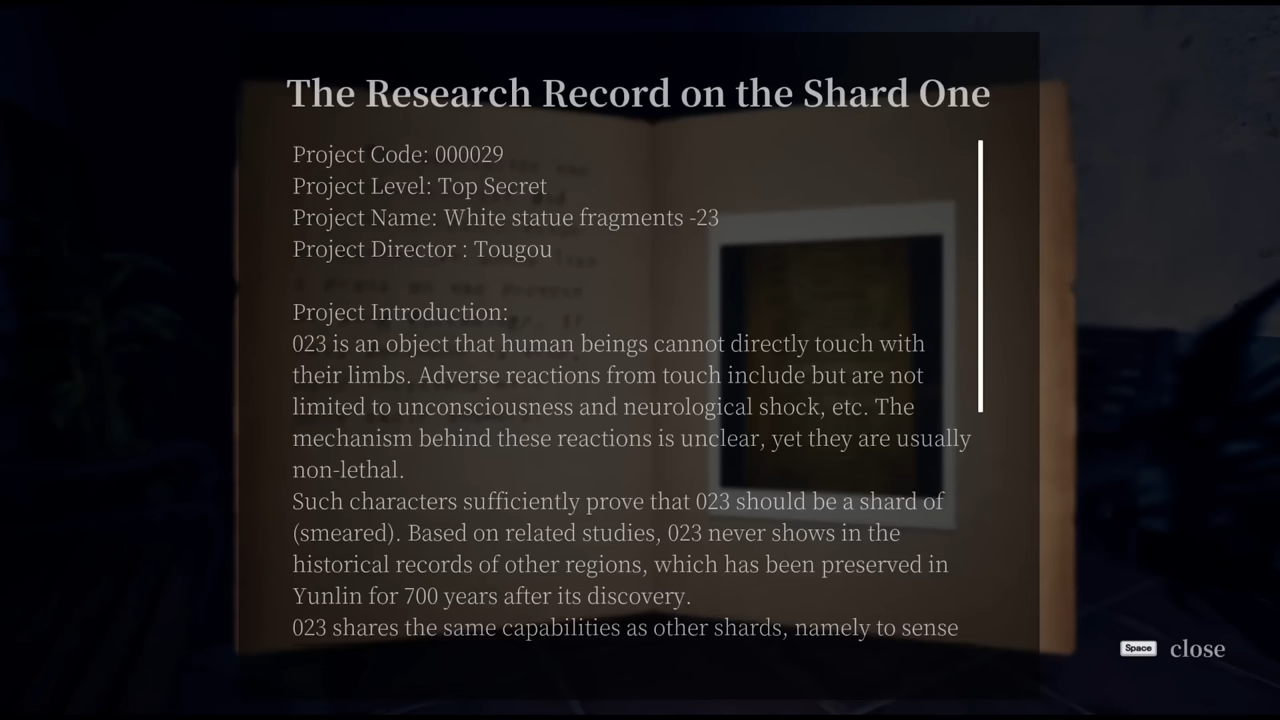 The Research Record on the Shard One
Project Code: 000029
Project Level: Top Secret
Project Name: White statue fragments -23
Project Director : Tougou
Project Introduction:
023 is an object that human beings cannot directly touch with
their limbs. Adverse reactions from touch include but are not
limited to unconsciousness and neurological shock, etc. The
mechanism behind these reactions is unclear, yet they are usually
non-lethal.
Such characters sufficiently prove that 023 should be a shard of
(smeared). Based on related studies, 023 never shows in the
historical records of other regions, which has been preserved in
Yunlin for 700 years after its discovery.
023 shares the same capabilities as other shards, namely to sense
Space close